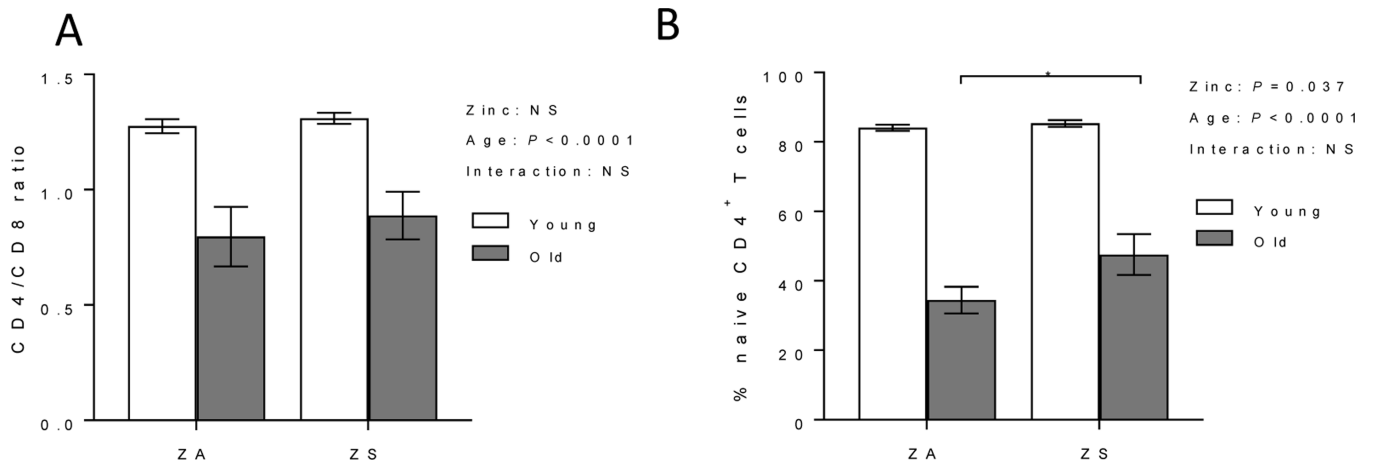 A
CD4/CD8 ratio
1.5
1.0
0.5
0.0
ZA
ZS
Zinc: NS
Age: P<0.0001
Interaction: NS
Young
Old
B
% naive CD4+ T cells
100
80
60
40
20
0
*
ZA
ZS
Zinc: P=0.037
Age: P<0.0001
Interaction: NS
Young
Old